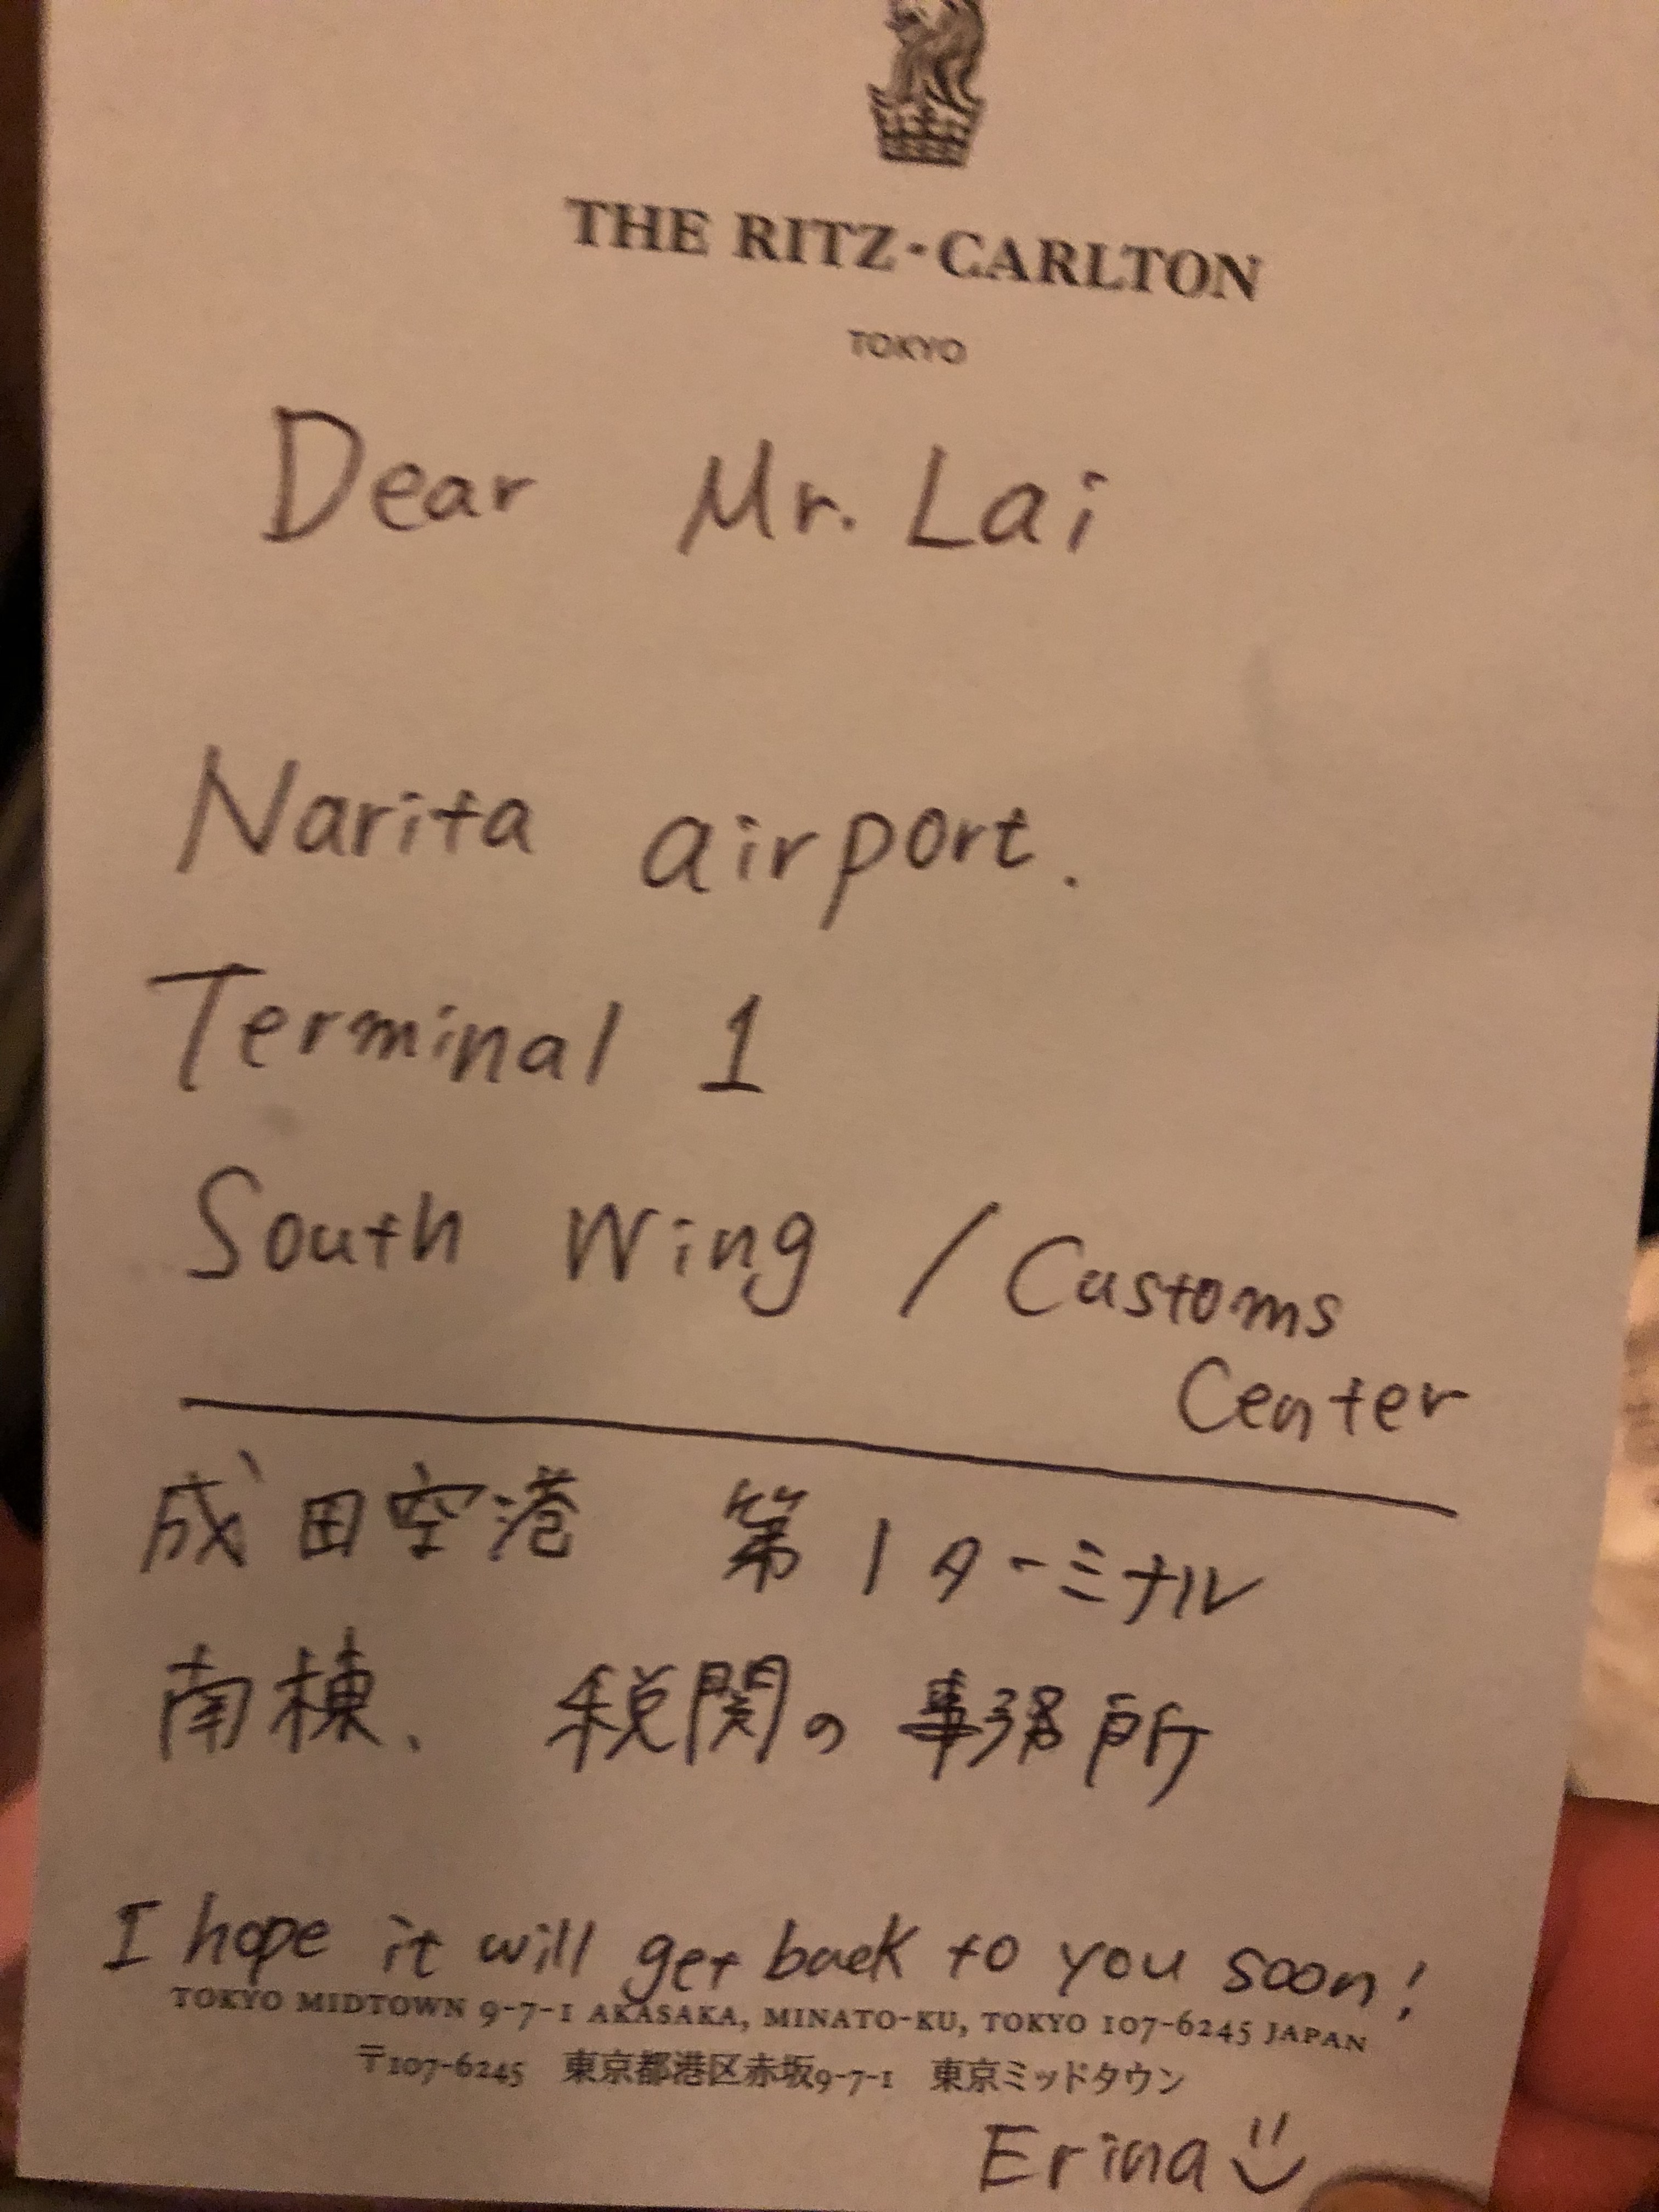 THE RITZ-CARLTON
TOKYO
Dear Mr. Lai
Narita airport.
Terminal 1
South Wing / Customs
Center
成田空港 第1ターミナル
南棟、税関の事務所
I hope it will get back to you soon!
TOKYO MIDTOWN 9-7-1 AKASAKA, MINATO-KU, TOKYO 107-6245 JAPAN
〒107-6245 東京都港区赤坂9-7-1 東京ミッドタウン
Erina